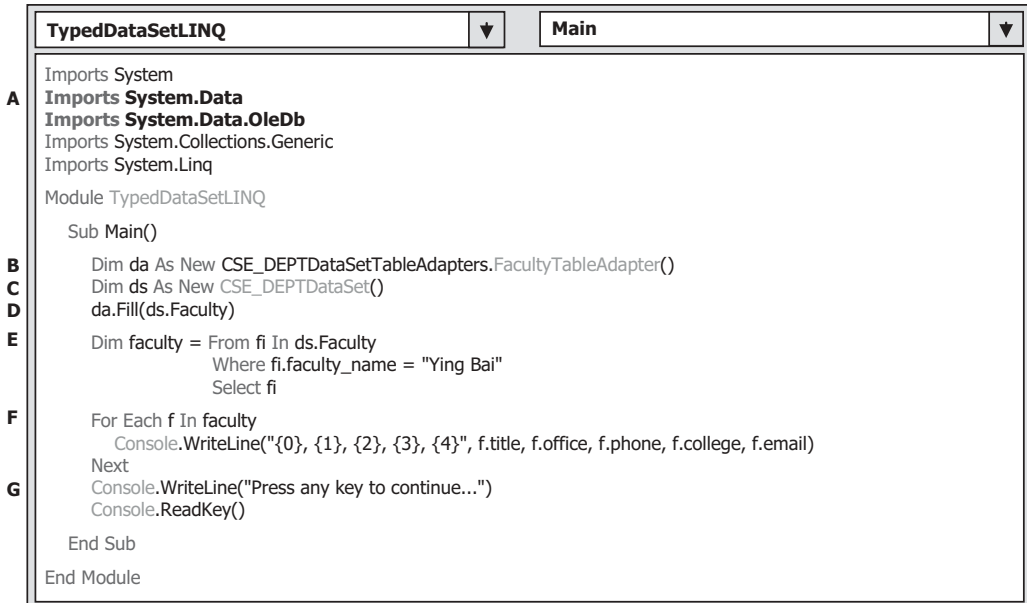 TypedDataSetLINQ Main
Imports System
A Imports System.Data
Imports System.Data.OleDb
Imports System.Collections.Generic
Imports System.Linq
Module TypedDataSetLINQ
Sub Main()
B Dim da As New CSE_DEPTDataSetTableAdapters.FacultyTableAdapter()
C Dim ds As New CSE_DEPTDataSet()
D da.Fill(ds.Faculty)
E Dim faculty = From fi In ds.Faculty
Where fi.faculty_name = "Ying Bai"
Select fi
F For Each f In faculty
Console.WriteLine("{0}, {1}, {2}, {3}, {4}", f.title, f.office, f.phone, f.college, f.email)
Next
G Console.WriteLine("Press any key to continue...")
Console.ReadKey()
End Sub
End Module